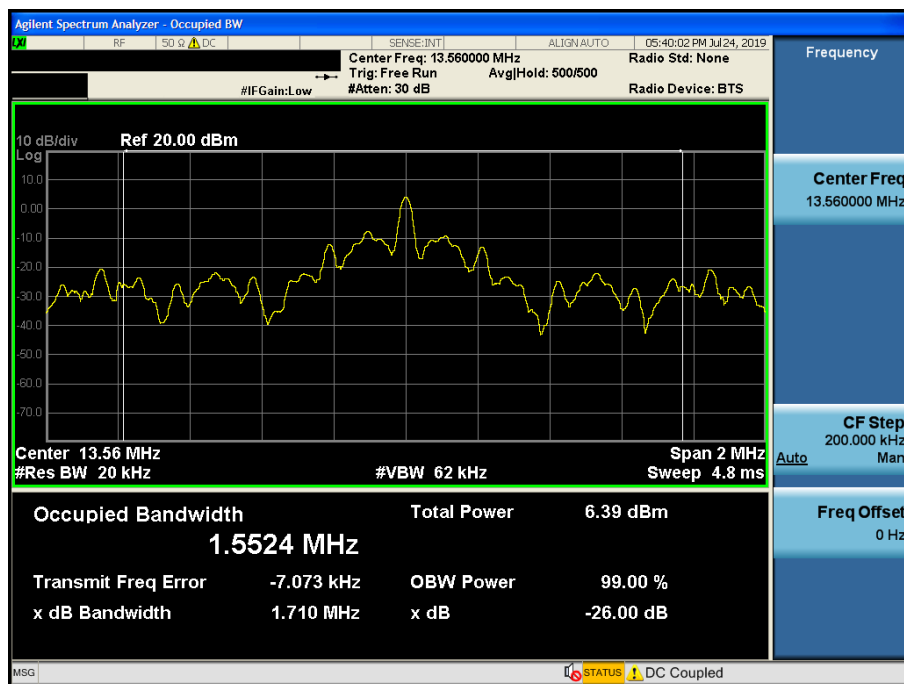 Agilent Spectrum Analyzer - Occupied BW
LXI RF 50 Ω DC SENSE:INT ALIGN AUTO 05:40:02 PM Jul 24, 2019
Center Freq: 13.560000 MHz Radio Std: None
Trig: Free Run Avg|Hold: 500/500
#IFGain:Low #Atten: 30 dB Radio Device: BTS
Frequency
10 dB/div Ref 20.00 dBm
Log
10.0
0.00
-10.0
-20.0
-30.0
-40.0
-50.0
-60.0
-70.0
Center 13.56 MHz Span 2 MHz
#Res BW 20 kHz #VBW 62 kHz Sweep 4.8 ms
Center Freq
13.560000 MHz
CF Step
200.000 kHz
Auto Man
Freq Offset
0 Hz
Occupied Bandwidth Total Power 6.39 dBm
1.5524 MHz
Transmit Freq Error -7.073 kHz OBW Power 99.00 %
x dB Bandwidth 1.710 MHz x dB -26.00 dB
MSG STATUS DC Coupled